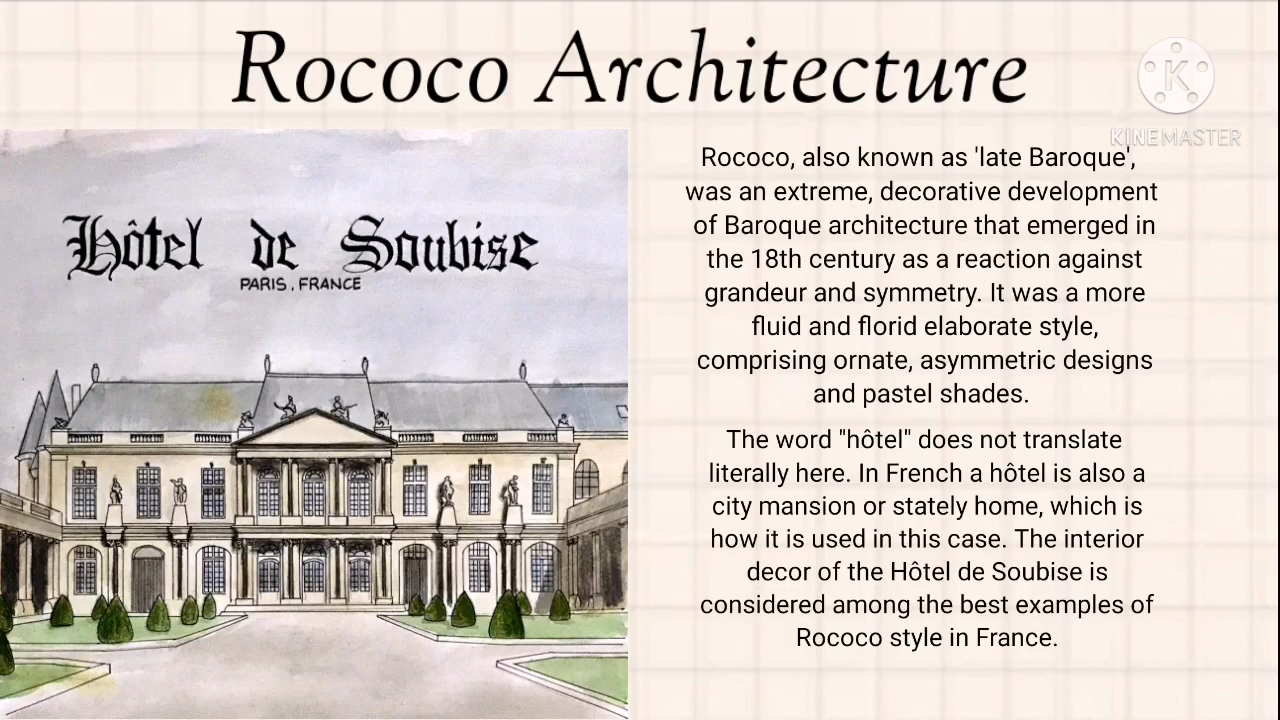 Rococo Architecture
K
KINEMASTER
Hôtel de Soubise
PARIS, FRANCE
Rococo, also known as 'late Baroque',
was an extreme, decorative development
of Baroque architecture that emerged in
the 18th century as a reaction against
grandeur and symmetry. It was a more
fluid and florid elaborate style,
comprising ornate, asymmetric designs
and pastel shades.
The word "hôtel" does not translate
literally here. In French a hôtel is also a
city mansion or stately home, which is
how it is used in this case. The interior
decor of the Hôtel de Soubise is
considered among the best examples of
Rococo style in France.